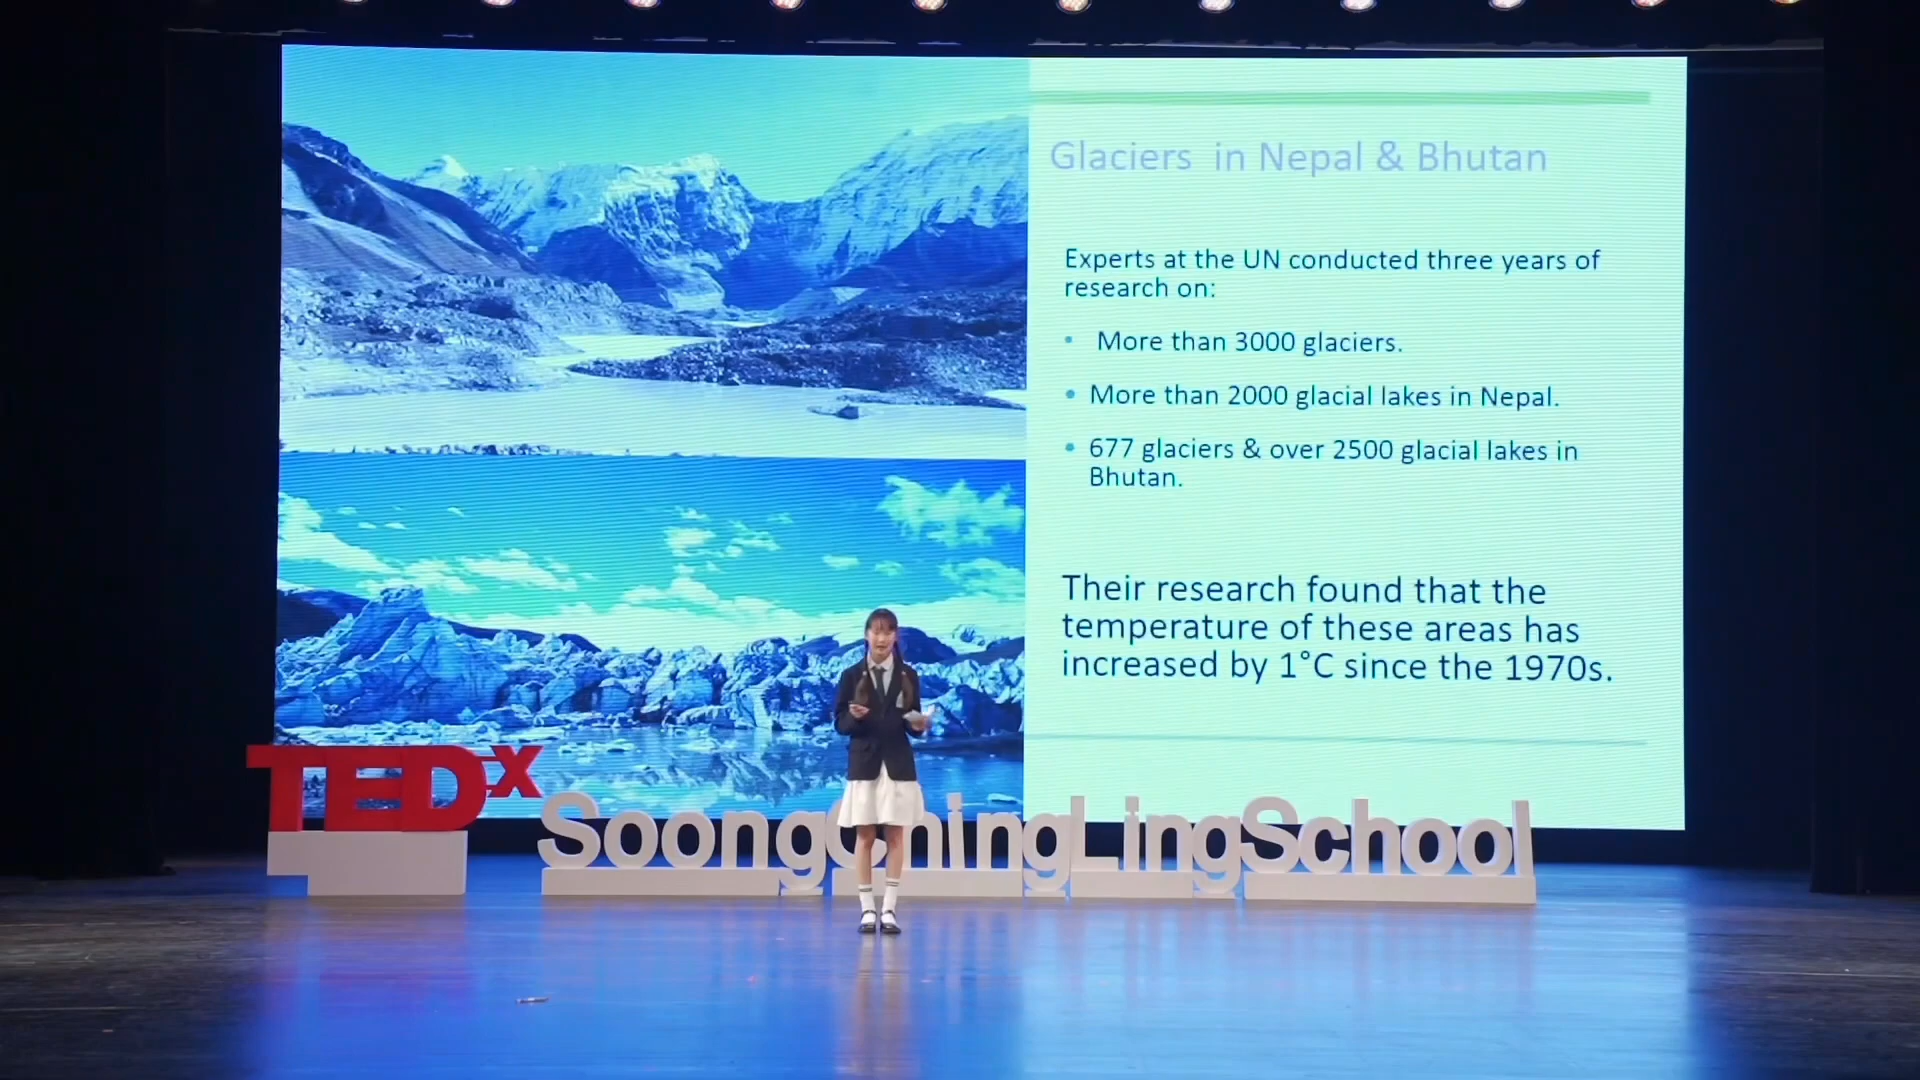 Glaciers in Nepal & Bhutan
Experts at the UN conducted three years of
research on:
• More than 3000 glaciers.
• More than 2000 glacial lakes in Nepal.
• 677 glaciers & over 2500 glacial lakes in
Bhutan.
Their research found that the
temperature of these areas has
increased by 1°C since the 1970s.
TEDx
SoongChingLingSchool